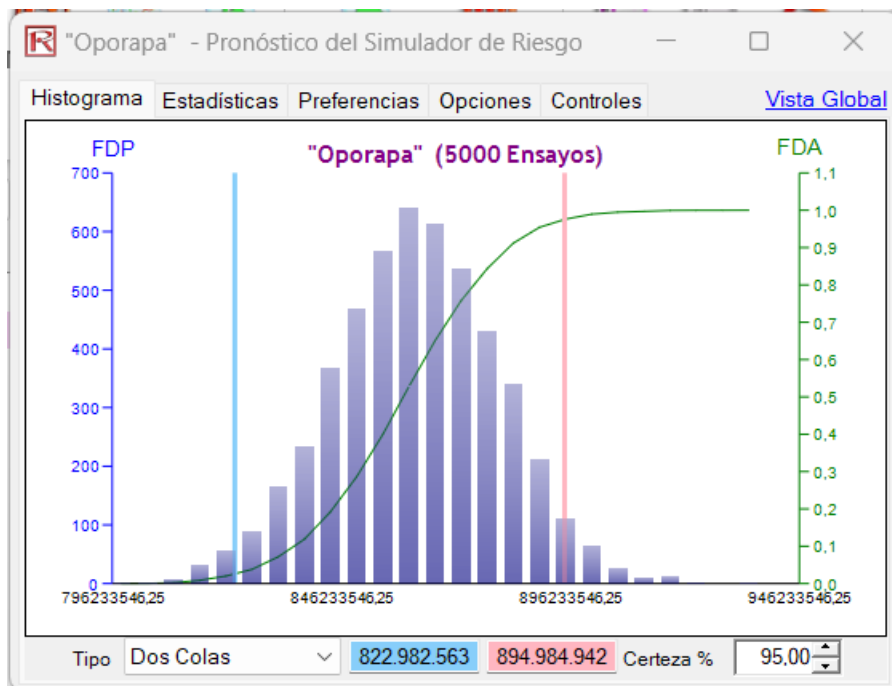 "Oporapa" - Pronóstico del Simulador de Riesgo
Histograma Estadísticas Preferencias Opciones Controles Vista Global
FDP "Oporapa" (5000 Ensayos) FDA
700 1,1
1,0
600 0,9
500 0,8
0,7
400 0,6
300 0,5
0,4
200 0,3
100 0,2
0,1
0 0,0
796233546,25 846233546,25 896233546,25 946233546,25
Tipo Dos Colas 822.982.563 894.984.942 Certeza % 95,00